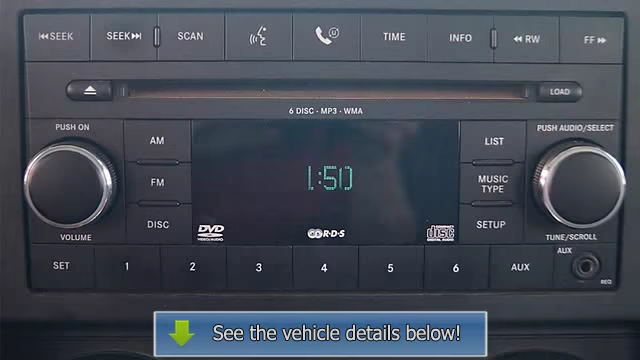 SEEK
SEEK
SCAN
TIME
INFO
RW
FF
LOAD
6 DISC · MP3 · WMA
PUSH ON
AM
LIST
PUSH AUDIO/SELECT
1:50
FM
MUSIC TYPE
DISC
SETUP
VOLUME
DVD
VIDEO/AUDIO
R·D·S
COMPACT
disc
DIGITAL AUDIO
TUNE/SCROLL
SET
1
2
3
4
5
6
AUX
AUX
See the vehicle details below!